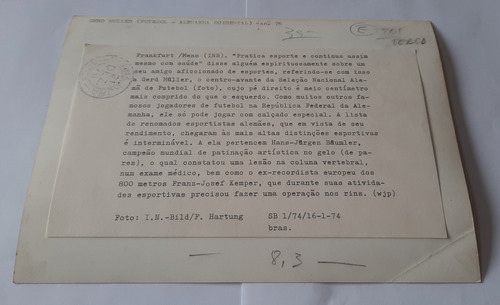 GERD MULLER (FUTEBOL - ALEMANHA OCIDENTAL)
Frankfurt /Meno (INS). "Pratica esporte e continua assim
mesmo com saúde" disse alguém espirituosamente sobre um
seu amigo aficcionado de esportes, referindo-se com isso
a Gerd Müller, o centro-avante da Seleção Nacional Ale-
mã de Futebol (foto), cujo pé direito é meio centímetro
mais comprido do que o esquerdo. Como muitos outros fa-
mosos jogadores de futebol na República Federal da Ale-
manha, ele só pode jogar com calçado especial. A lista
de renomados esportistas alemães, que em vista de seu
rendimento, chegaram às mais altas distinções esportivas
é interminável. A ela pertencem Hans-Jürgen Bäumler,
campeão mundial de patinação artística no gelo (de pa-
res), o qual constatou uma lesão na coluna vertebral,
num exame médico, bem como o ex-recordista europeu dos
800 metros Franz-Josef Kemper, que durante suas ativida-
des esportivas precisou fazer uma operação nos rins. (wjp)
Foto: I.N.-Bild/F. Hartung SB 1/74/16-1-74
bras.
— 8,3 —